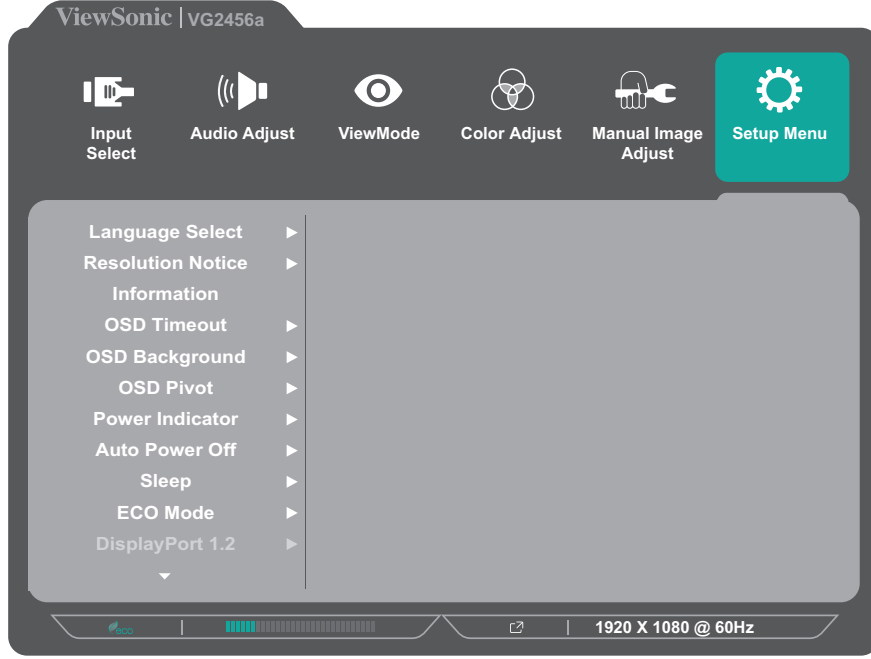 ViewSonic | VG2456a
Input Select
Audio Adjust
ViewMode
Color Adjust
Manual Image Adjust
Setup Menu
Language Select
Resolution Notice
Information
OSD Timeout
OSD Background
OSD Pivot
Power Indicator
Auto Power Off
Sleep
ECO Mode
DisplayPort 1.2
eco
1920 X 1080 @ 60Hz